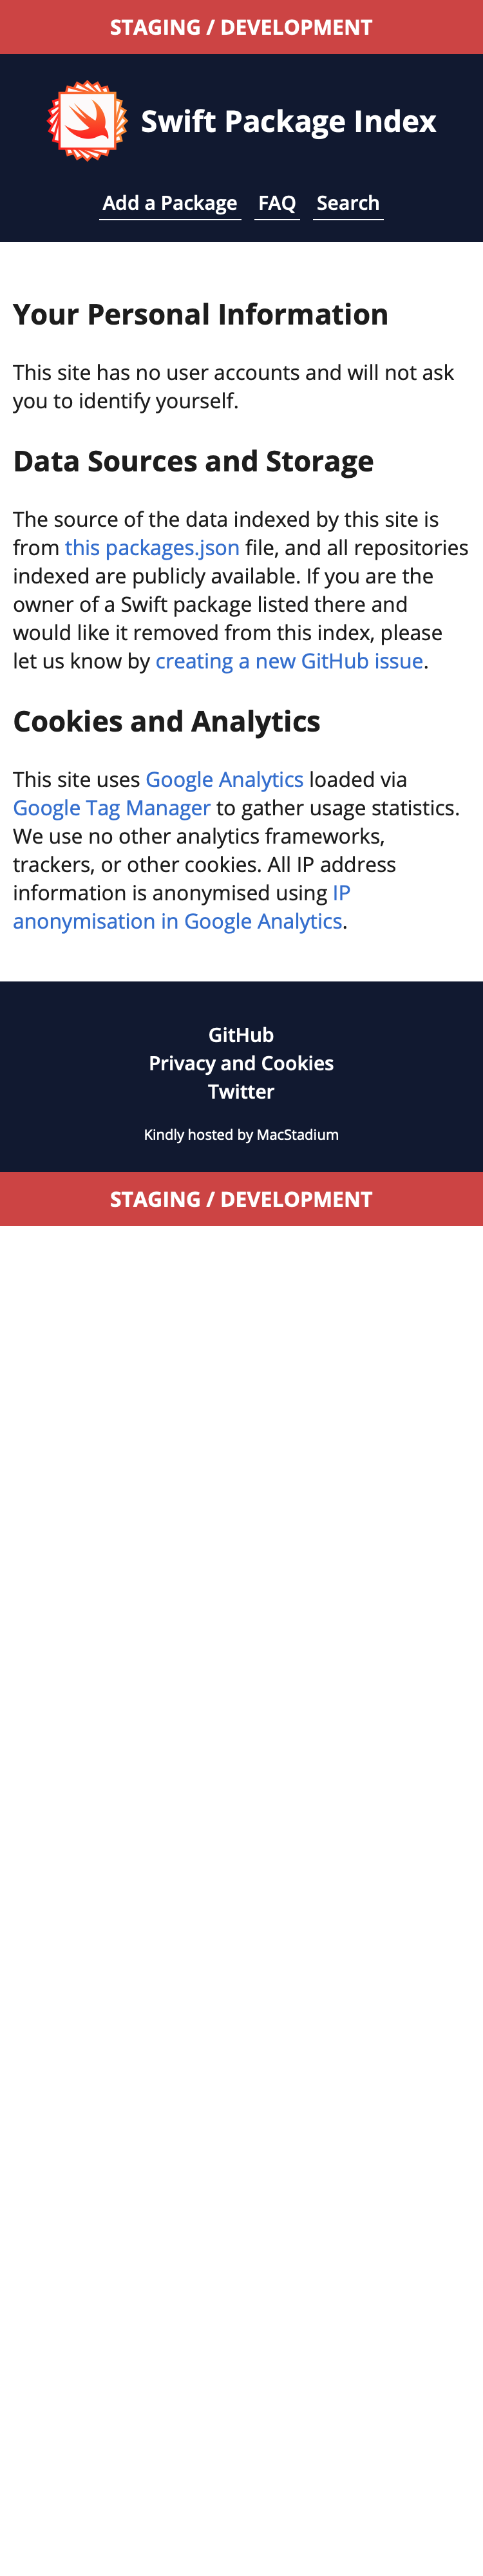 STAGING / DEVELOPMENT
Swift Package Index
Add a Package FAQ Search
Your Personal Information
This site has no user accounts and will not ask
you to identify yourself.
Data Sources and Storage
The source of the data indexed by this site is
from this packages.json file, and all repositories
indexed are publicly available. If you are the
owner of a Swift package listed there and
would like it removed from this index, please
let us know by creating a new GitHub issue.
Cookies and Analytics
This site uses Google Analytics loaded via
Google Tag Manager to gather usage statistics.
We use no other analytics frameworks,
trackers, or other cookies. All IP address
information is anonymised using IP
anonymisation in Google Analytics.
GitHub
Privacy and Cookies
Twitter
Kindly hosted by MacStadium
STAGING / DEVELOPMENT